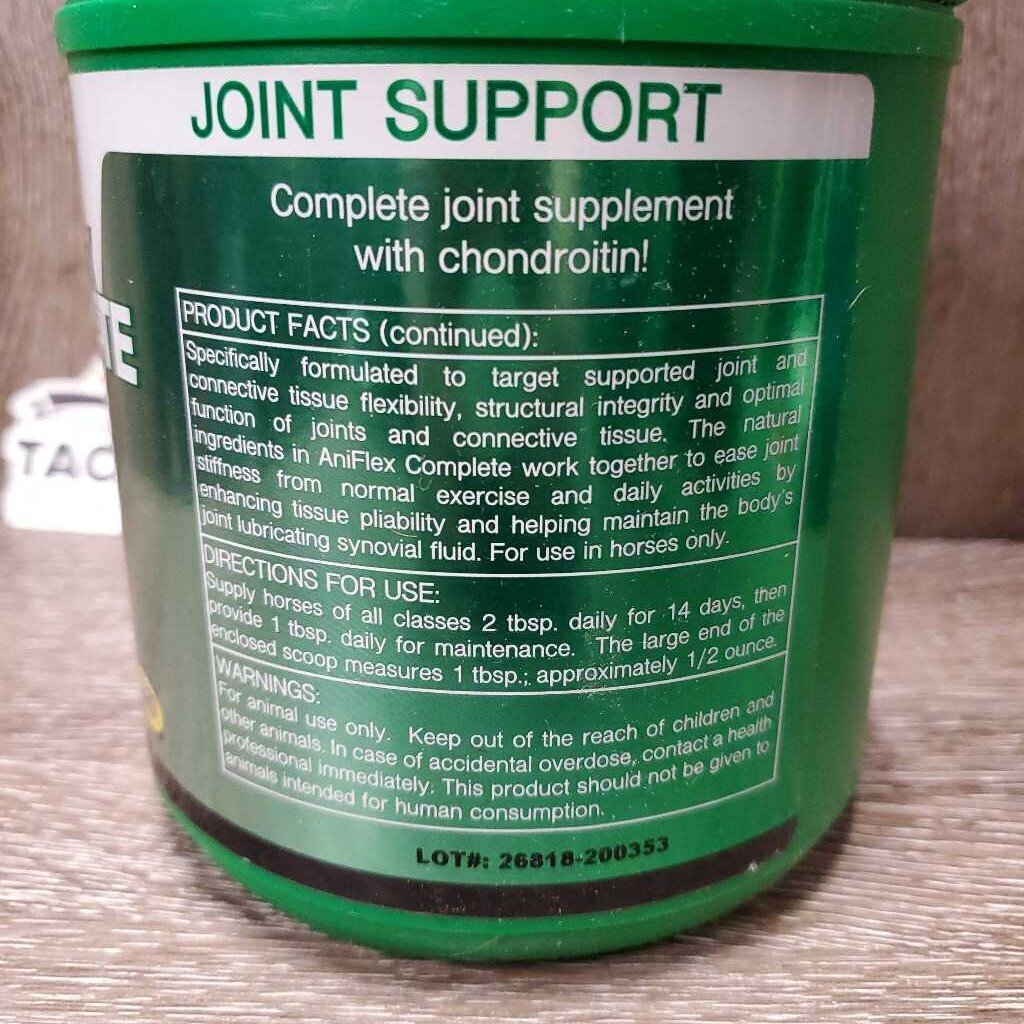 JOINT SUPPORT
Complete joint supplement
with chondroitin!
TE
TAC
PRODUCT FACTS (continued):
Specifically formulated to target supported joint and
connective tissue flexibility, structural integrity and optimal
function of joints and connective tissue. The natural
ingredients in AniFlex Complete work together to ease joint
stiffness from normal exercise and daily activities by
enhancing tissue pliability and helping maintain the body's
joint lubricating synovial fluid. For use in horses only.
DIRECTIONS FOR USE:
Supply horses of all classes 2 tbsp. daily for 14 days, then
provide 1 tbsp. daily for maintenance. The large end of the
enclosed scoop measures 1 tbsp.; approximately 1/2 ounce.
WARNINGS:
For animal use only. Keep out of the reach of children and
other animals. In case of accidental overdose, contact a health
professional immediately. This product should not be given to
animals intended for human consumption.
LOT#: 26818-200353